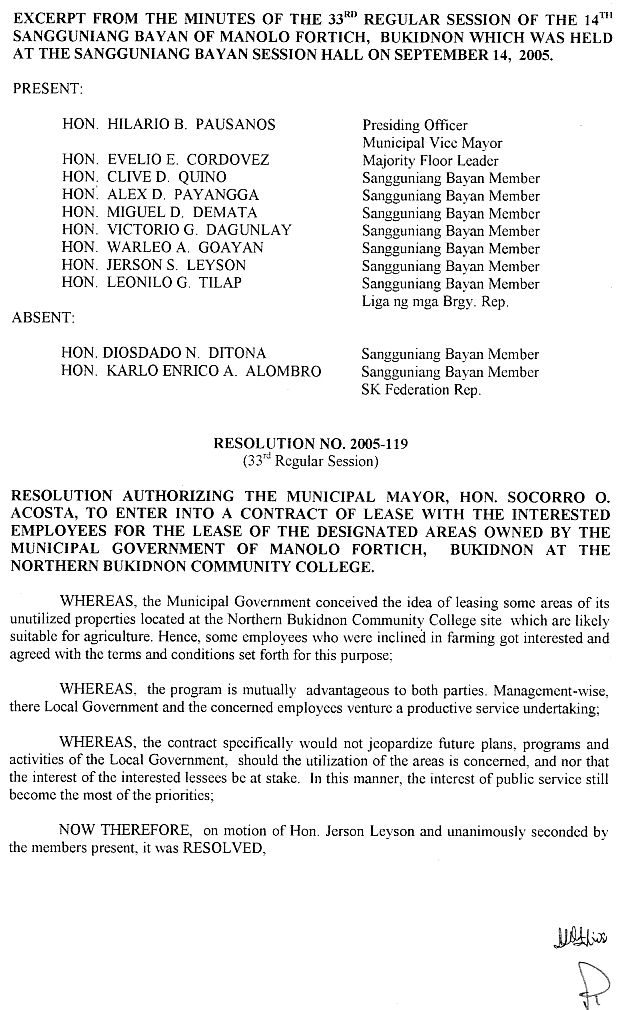 EXCERPT FROM THE MINUTES OF THE 33RD REGULAR SESSION OF THE 14TH
SANGGUNIANG BAYAN OF MANOLO FORTICH, BUKIDNON WHICH WAS HELD
AT THE SANGGUNIANG BAYAN SESSION HALL ON SEPTEMBER 14, 2005.
PRESENT:
HON. HILARIO B. PAUSANOS Presiding Officer
Municipal Vice Mayor
HON. EVELIO E. CORDOVEZ Majority Floor Leader
HON. CLIVE D. QUINO Sangguniang Bayan Member
HON. ALEX D. PAYANGGA Sangguniang Bayan Member
HON. MIGUEL D. DEMATA Sangguniang Bayan Member
HON. VICTORIO G. DAGUNLAY Sangguniang Bayan Member
HON. WARLEO A. GOAYAN Sangguniang Bayan Member
HON. JERSON S. LEYSON Sangguniang Bayan Member
HON. LEONILO G. TILAP Sangguniang Bayan Member
Liga ng mga Brgy. Rep.
ABSENT:
HON. DIOSDADO N. DITONA Sangguniang Bayan Member
HON. KARLO ENRICO A. ALOMBRO Sangguniang Bayan Member
SK Federation Rep.
RESOLUTION NO. 2005-119
(33rd Regular Session)
RESOLUTION AUTHORIZING THE MUNICIPAL MAYOR, HON. SOCORRO O.
ACOSTA, TO ENTER INTO A CONTRACT OF LEASE WITH THE INTERESTED
EMPLOYEES FOR THE LEASE OF THE DESIGNATED AREAS OWNED BY THE
MUNICIPAL GOVERNMENT OF MANOLO FORTICH, BUKIDNON AT THE
NORTHERN BUKIDNON COMMUNITY COLLEGE.
WHEREAS, the Municipal Government conceived the idea of leasing some areas of its
unutilized properties located at the Northern Bukidnon Community College site which are likely
suitable for agriculture. Hence, some employees who were inclined in farming got interested and
agreed with the terms and conditions set forth for this purpose;
WHEREAS, the program is mutually advantageous to both parties. Management-wise,
there Local Government and the concerned employees venture a productive service undertaking;
WHEREAS, the contract specifically would not jeopardize future plans, programs and
activities of the Local Government, should the utilization of the areas is concerned, and nor that
the interest of the interested lessees be at stake. In this manner, the interest of public service still
become the most of the priorities;
NOW THEREFORE, on motion of Hon. Jerson Leyson and unanimously seconded by
the members present, it was RESOLVED,